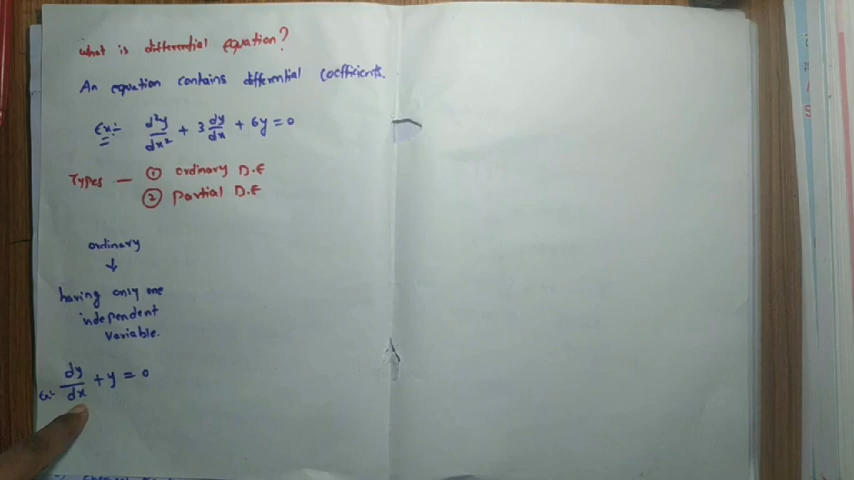 What is differential equation?
An equation contains differential coefficients.
Ex:- d²y/dx² + 3 dy/dx + 6y = 0
Types — ① ordinary D.E
② Partial D.E
ordinary
↓
having only one
independent
variable.
Ex:- dy/dx + y = 0